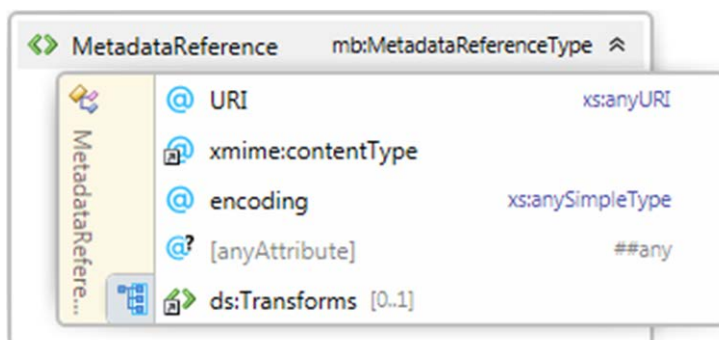 MetadataReference mb:MetadataReferenceType
URI xs:anyURI
xmime:contentType
encoding xs:anySimpleType
[anyAttribute] ##any
ds:Transforms [0..1]
MetadataRefere...